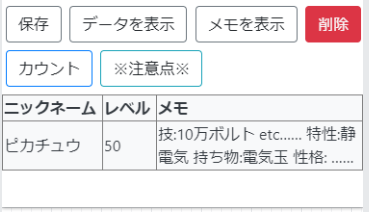 保存 データを表示 メモを表示 削除
カウント ※注意点※
ニックネーム レベル メモ
ピカチュウ 50 技:10万ボルト etc...... 特性:静
電気 持ち物:電気玉 性格: ......